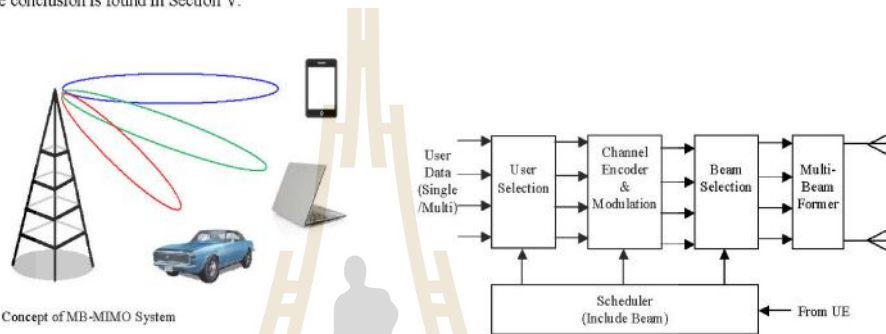 conclusion is found in Section V.
Concept of MB-MIMO System
User
Data
(Single
/Multi)
User
Selection
Channel
Encoder
&
Modulation
Beam
Selection
Multi-
Beam
Former
Scheduler
(Include Beam)
From UE